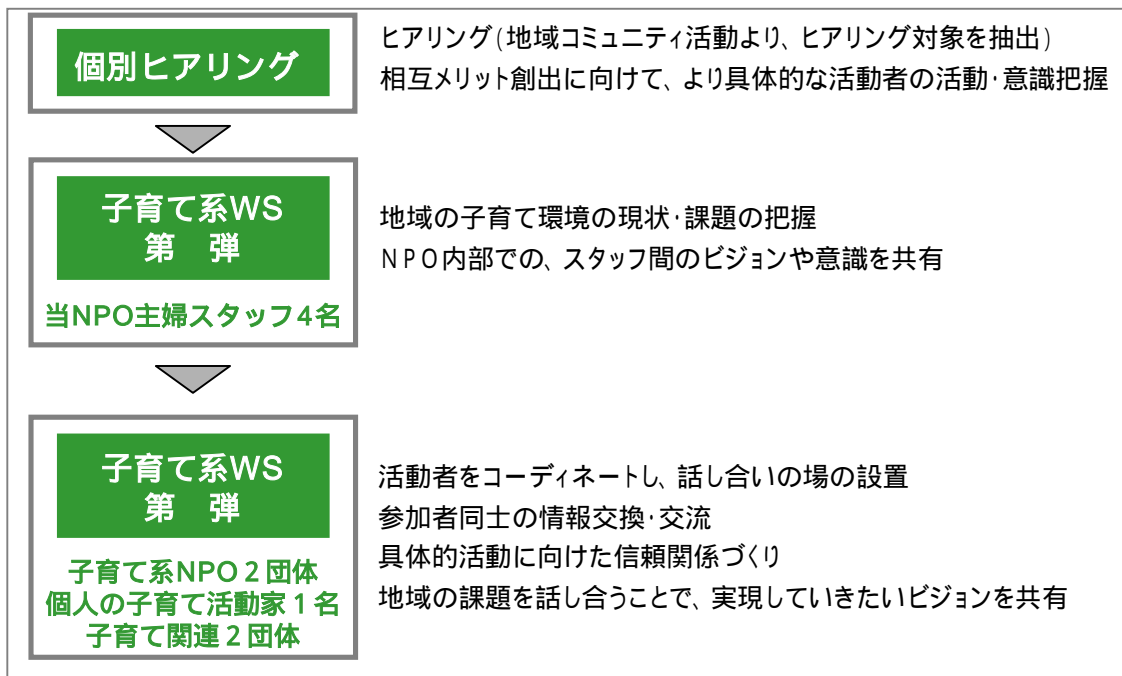 個別ヒアリング
ヒアリング(地域コミュニティ活動より、ヒアリング対象を抽出)
相互メリット創出に向けて、より具体的な活動者の活動・意識把握
子育て系WS
第　弾
当NPO主婦スタッフ4名
地域の子育て環境の現状・課題の把握
ＮＰＯ内部での、スタッフ間のビジョンや意識を共有
子育て系WS
第　弾
子育て系NPO２団体
個人の子育て活動家１名
子育て関連２団体
活動者をコーディネートし、話し合いの場の設置
参加者同士の情報交換・交流
具体的活動に向けた信頼関係づくり
地域の課題を話し合うことで、実現していきたいビジョンを共有